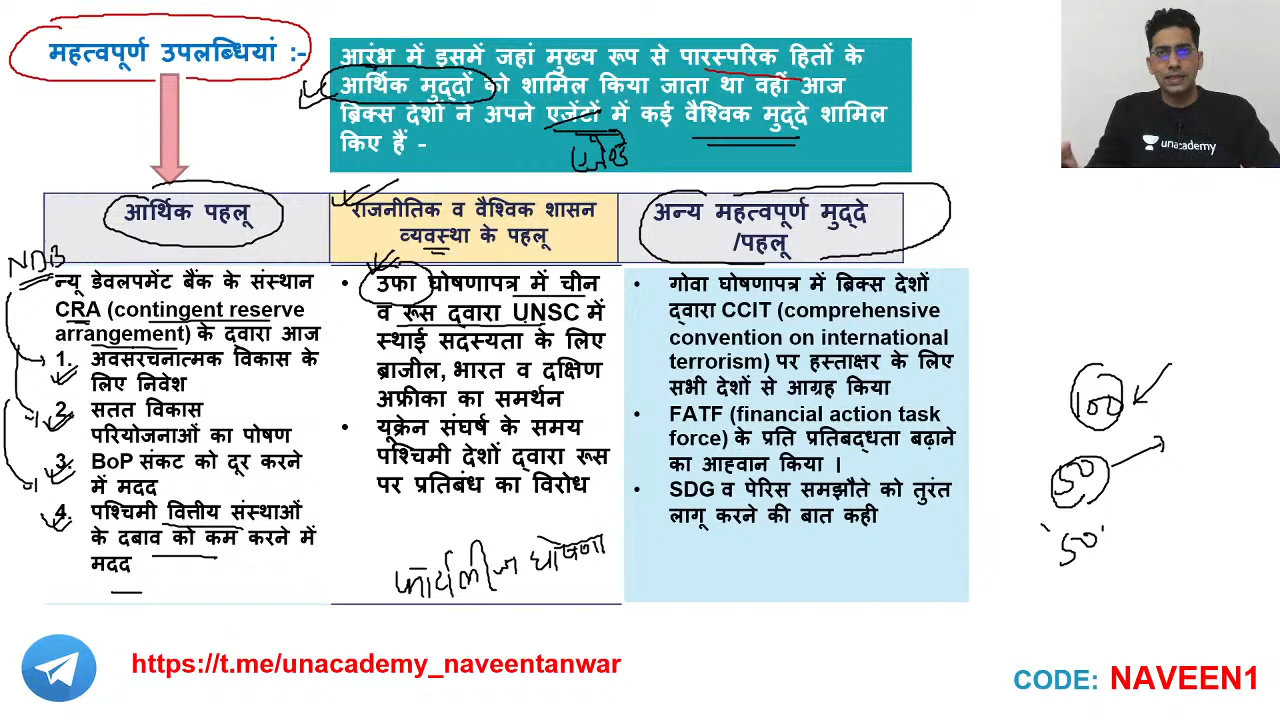 महत्वपूर्ण उपलब्धियां :-
आरंभ में इसमें जहां मुख्य रूप से पारस्परिक हितों के
आर्थिक मुद्दों को शामिल किया जाता था वहीं आज
ब्रिक्स देशों ने अपने एजेंटों में कई वैश्विक मुद्दे शामिल
किए हैं -
unacademy
आर्थिक पहलू
NDB
न्यू डेवलपमेंट बैंक के संस्थान
CRA (contingent reserve
arrangement) के द्वारा आज
1. अवसरचनात्मक विकास के
लिए निवेश
2. सतत विकास
परियोजनाओं का पोषण
3. BoP संकट को दूर करने
में मदद
4. पश्चिमी वित्तीय संस्थाओं
के दबाव को कम करने में
मदद
राजनीतिक व वैश्विक शासन
व्यवस्था के पहलू
• उफा घोषणापत्र में चीन
व रूस द्वारा UNSC में
स्थाई सदस्यता के लिए
ब्राजील, भारत व दक्षिण
अफ्रीका का समर्थन
• यूक्रेन संघर्ष के समय
पश्चिमी देशों द्वारा रूस
पर प्रतिबंध का विरोध
घोषणा
अन्य महत्वपूर्ण मुद्दे
/पहलू
• गोवा घोषणापत्र में ब्रिक्स देशों
द्वारा CCIT (comprehensive
convention on international
terrorism) पर हस्ताक्षर के लिए
सभी देशों से आग्रह किया
• FATF (financial action task
force) के प्रति प्रतिबद्धता बढ़ाने
का आह्वान किया ।
• SDG व पेरिस समझौते को तुरंत
लागू करने की बात कही
100
50
'50'
https://t.me/unacademy_naveentanwar
CODE: NAVEEN1